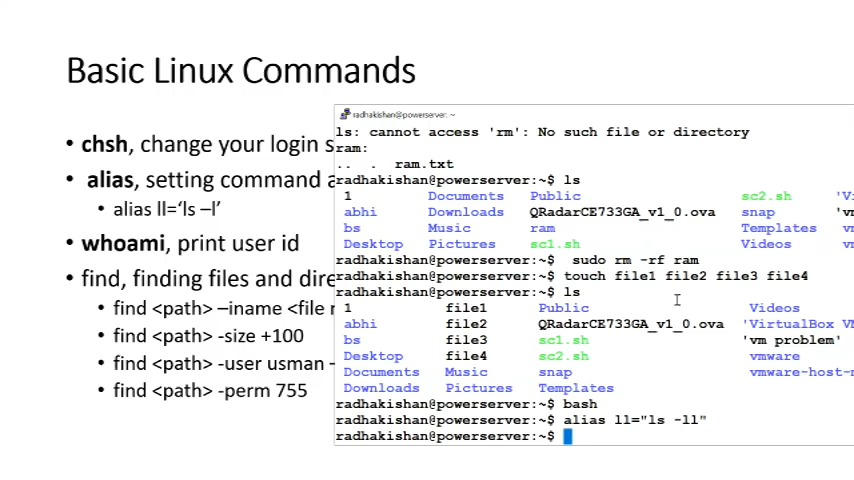 Basic Linux Commands
• chsh, change your login s
• alias, setting command a
• alias ll=‘ls –l’
• whoami, print user id
• find, finding files and dire
• find <path> –iname <file n
• find <path> -size +100
• find <path> -user usman -
• find <path> -perm 755
radhakishan@powerserver: ~
ls: cannot access 'rm': No such file or directory
ram:
.. . ram.txt
radhakishan@powerserver:~$ ls
1 Documents Public sc2.sh 'Vi
abhi Downloads QRadarCE733GA_v1_0.ova snap 'vm
bs Music ram Templates vm
Desktop Pictures sc1.sh Videos vm
radhakishan@powerserver:~$ sudo rm -rf ram
radhakishan@powerserver:~$ touch file1 file2 file3 file4
radhakishan@powerserver:~$ ls
1 file1 Public Videos
abhi file2 QRadarCE733GA_v1_0.ova 'VirtualBox VM
bs file3 sc1.sh 'vm problem'
Desktop file4 sc2.sh vmware
Documents Music snap vmware-host-m
Downloads Pictures Templates
radhakishan@powerserver:~$ bash
radhakishan@powerserver:~$ alias ll="ls -ll"
radhakishan@powerserver:~$